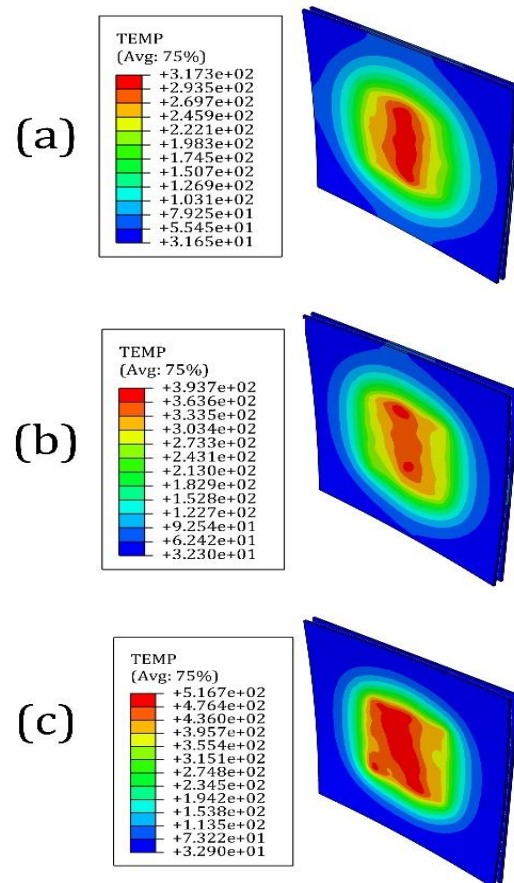 (a)
TEMP
(Avg: 75%)
+3.173e+02
+2.935e+02
+2.697e+02
+2.459e+02
+2.221e+02
+1.983e+02
+1.745e+02
+1.507e+02
+1.269e+02
+1.031e+02
+7.925e+01
+5.545e+01
+3.165e+01
(b)
TEMP
(Avg: 75%)
+3.937e+02
+3.636e+02
+3.335e+02
+3.034e+02
+2.733e+02
+2.431e+02
+2.130e+02
+1.829e+02
+1.528e+02
+1.227e+02
+9.254e+01
+6.242e+01
+3.230e+01
(c)
TEMP
(Avg: 75%)
+5.167e+02
+4.764e+02
+4.360e+02
+3.957e+02
+3.554e+02
+3.151e+02
+2.748e+02
+2.345e+02
+1.942e+02
+1.538e+02
+1.135e+02
+7.322e+01
+3.290e+01